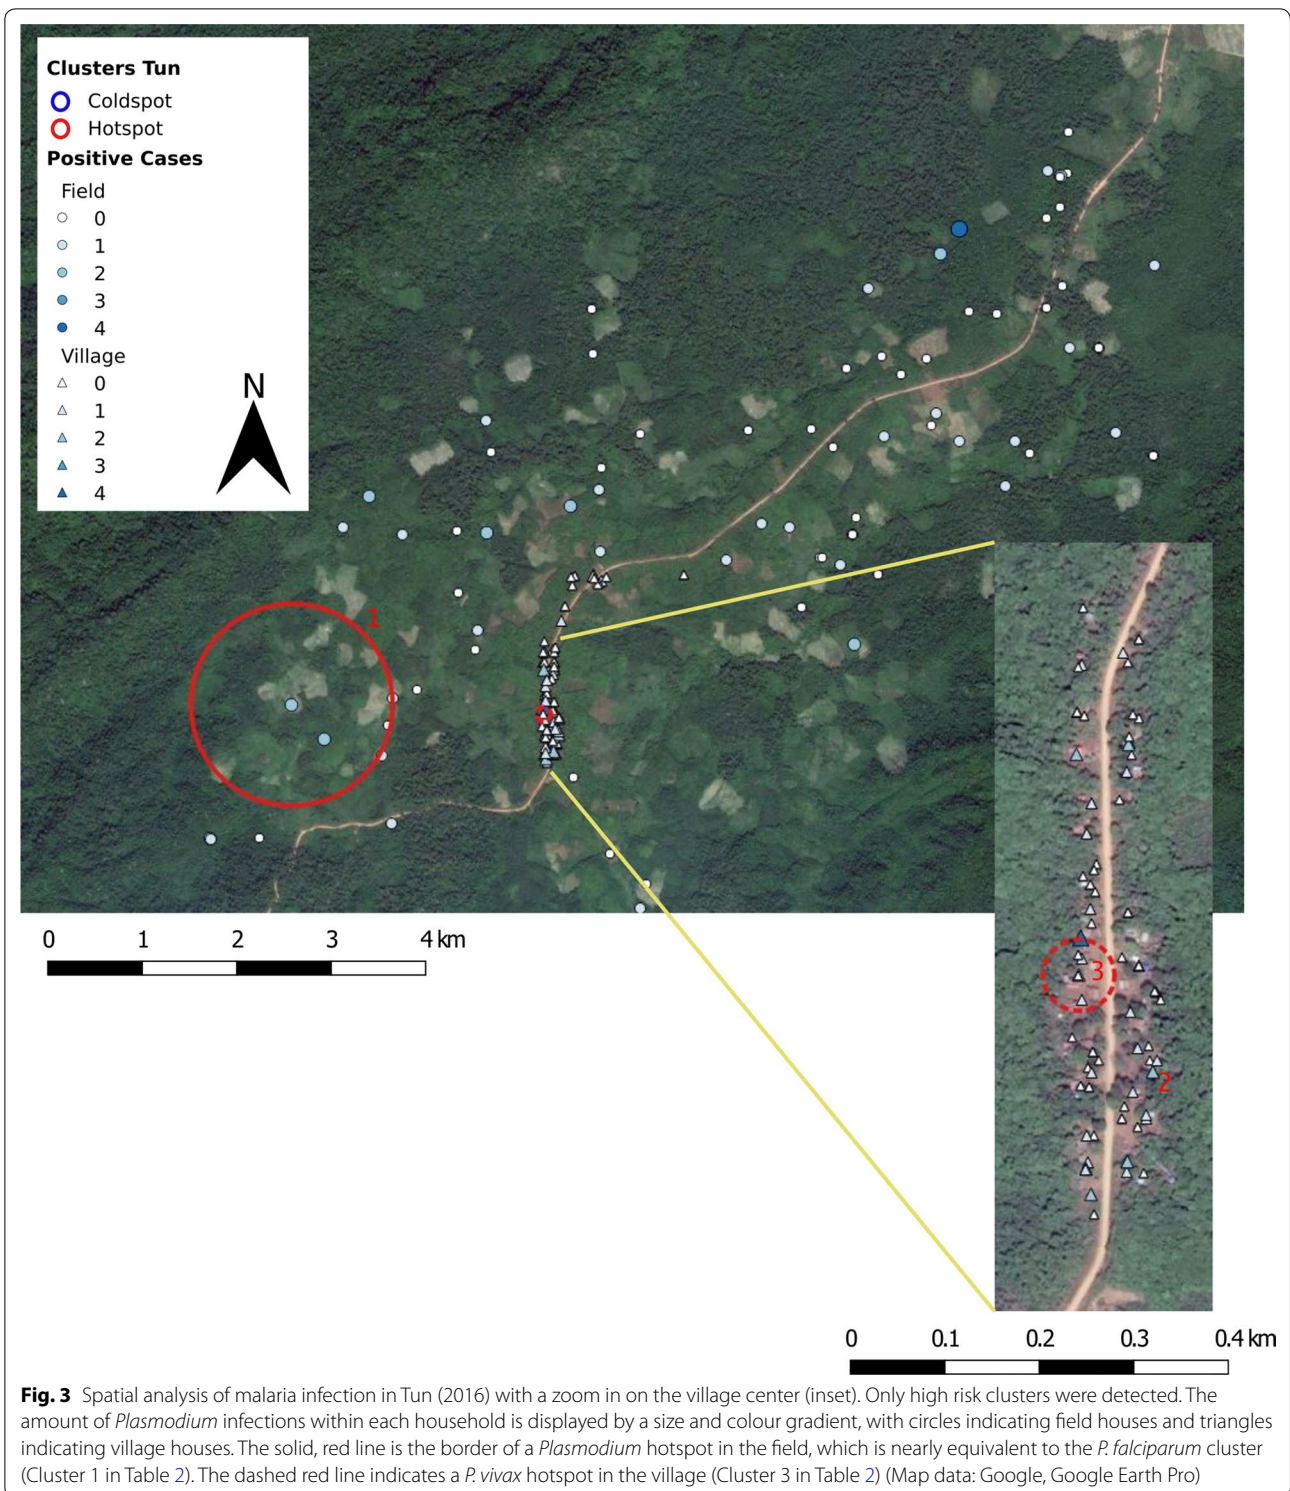 Clusters Tun
Coldspot
Hotspot
Positive Cases
Field
0
1
2
3
4
Village
0
1
2
3
4
N
1
3
2
0 1 2 3 4 km
0 0.1 0.2 0.3 0.4 km
Fig. 3 Spatial analysis of malaria infection in Tun (2016) with a zoom in on the village center (inset). Only high risk clusters were detected. The
amount of Plasmodium infections within each household is displayed by a size and colour gradient, with circles indicating field houses and triangles
indicating village houses. The solid, red line is the border of a Plasmodium hotspot in the field, which is nearly equivalent to the P. falciparum cluster
(Cluster 1 in Table 2). The dashed red line indicates a P. vivax hotspot in the village (Cluster 3 in Table 2) (Map data: Google, Google Earth Pro)